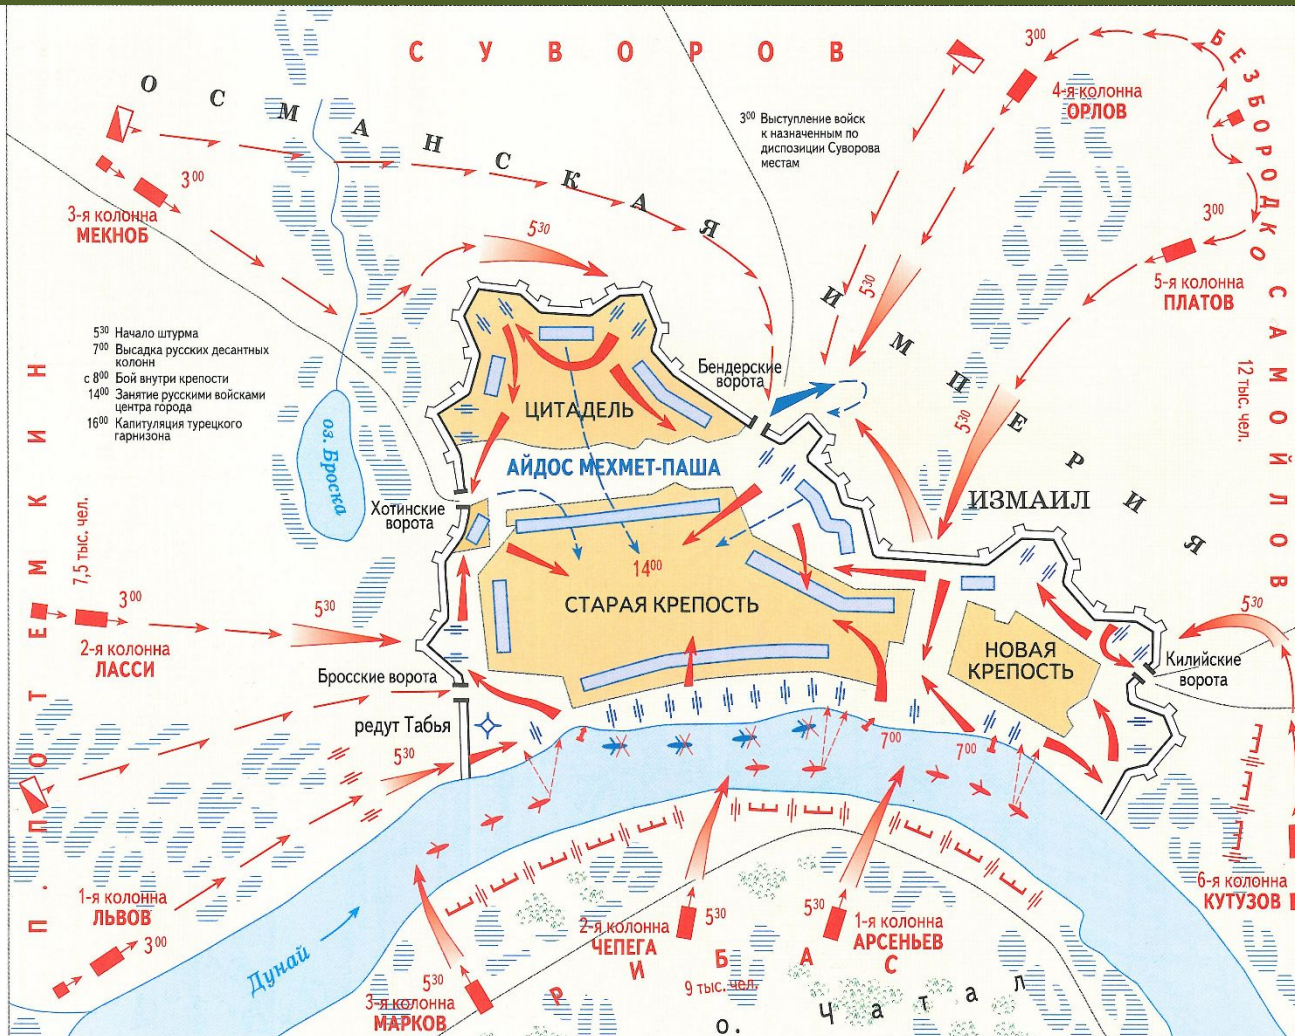 СУВОРОВ
ОСМАНСКАЯ
ИМПЕРИЯ
БЕЗБОРОДКО
САМОЙЛОВ
12 тыс. чел.
П. ПОТЕМКИН
7,5 тыс. чел.
3⁰⁰ Выступление войск
к назначенным по
диспозиции Суворова
местам
3⁰⁰
4-я колонна
ОРЛОВ
3⁰⁰
3-я колонна
МЕКНОБ
3⁰⁰
5-я колонна
ПЛАТОВ
5³⁰
5³⁰
5³⁰
5³⁰ Начало штурма
7⁰⁰ Высадка русских десантных
колонн
с 8⁰⁰ Бой внутри крепости
14⁰⁰ Занятие русскими войсками
центра города
16⁰⁰ Капитуляция турецкого
гарнизона
оз. Броска
Бендерские
ворота
ЦИТАДЕЛЬ
АЙДОС МЕХМЕТ-ПАША
ИЗМАИЛ
Хотинские
ворота
14⁰⁰
СТАРАЯ КРЕПОСТЬ
НОВАЯ
КРЕПОСТЬ
3⁰⁰
5³⁰
2-я колонна
ЛАССИ
5³⁰
Килийские
ворота
Бросские ворота
редут Табья
5³⁰
7⁰⁰
7⁰⁰
1-я колонна
ЛЬВОВ
3⁰⁰
6-я колонна
КУТУЗОВ
Дунай
5³⁰
3-я колонна
МАРКОВ
2-я колонна
ЧЕПЕГА
5³⁰
5³⁰
1-я колонна
АРСЕНЬЕВ
РИБАС
9 тыс. чел.
о. Чатал